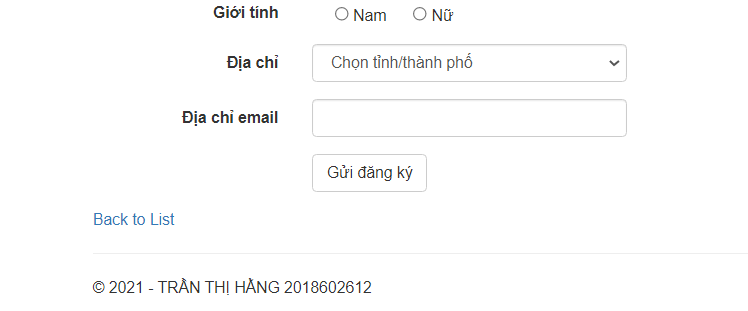 Giới tính Nam Nữ
Địa chỉ Chọn tỉnh/thành phố
Địa chỉ email
Gửi đăng ký
Back to List
© 2021 - TRẦN THỊ HẰNG 2018602612